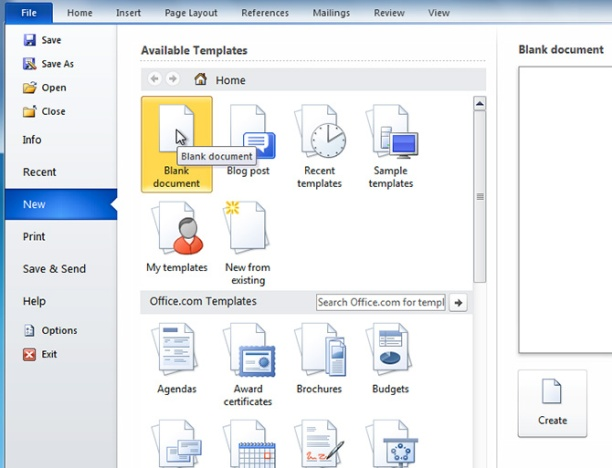 File Home Insert Page Layout References Mailings Review View
Save
Save As
Open
Close
Info
Recent
New
Print
Save & Send
Help
Options
Exit
Available Templates
Home
Blank document
Blank
document
Blog post
Recent
templates
Sample
templates
My templates
New from
existing
Office.com Templates
Search Office.com for templ
Agendas
Award
certificates
Brochures
Budgets
Blank document
Create